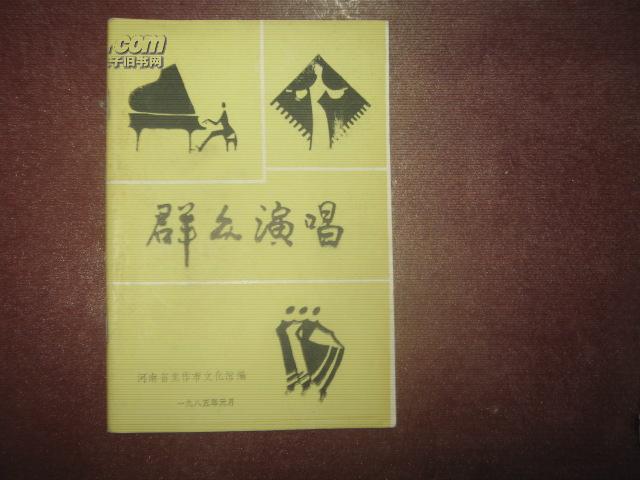 .com
子旧书网
群众演唱
河南省焦作市文化馆编
一九八五年元月